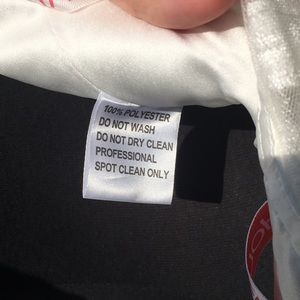 100% POLYESTER
DO NOT WASH
DO NOT DRY CLEAN
PROFESSIONAL
SPOT CLEAN ONLY